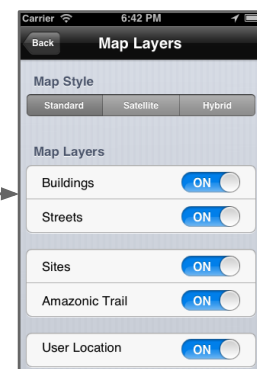 Carrier 6:42 PM
Back Map Layers
Map Style
Standard Satellite Hybrid
Map Layers
Buildings ON
Streets ON
Sites ON
Amazonic Trail ON
User Location ON